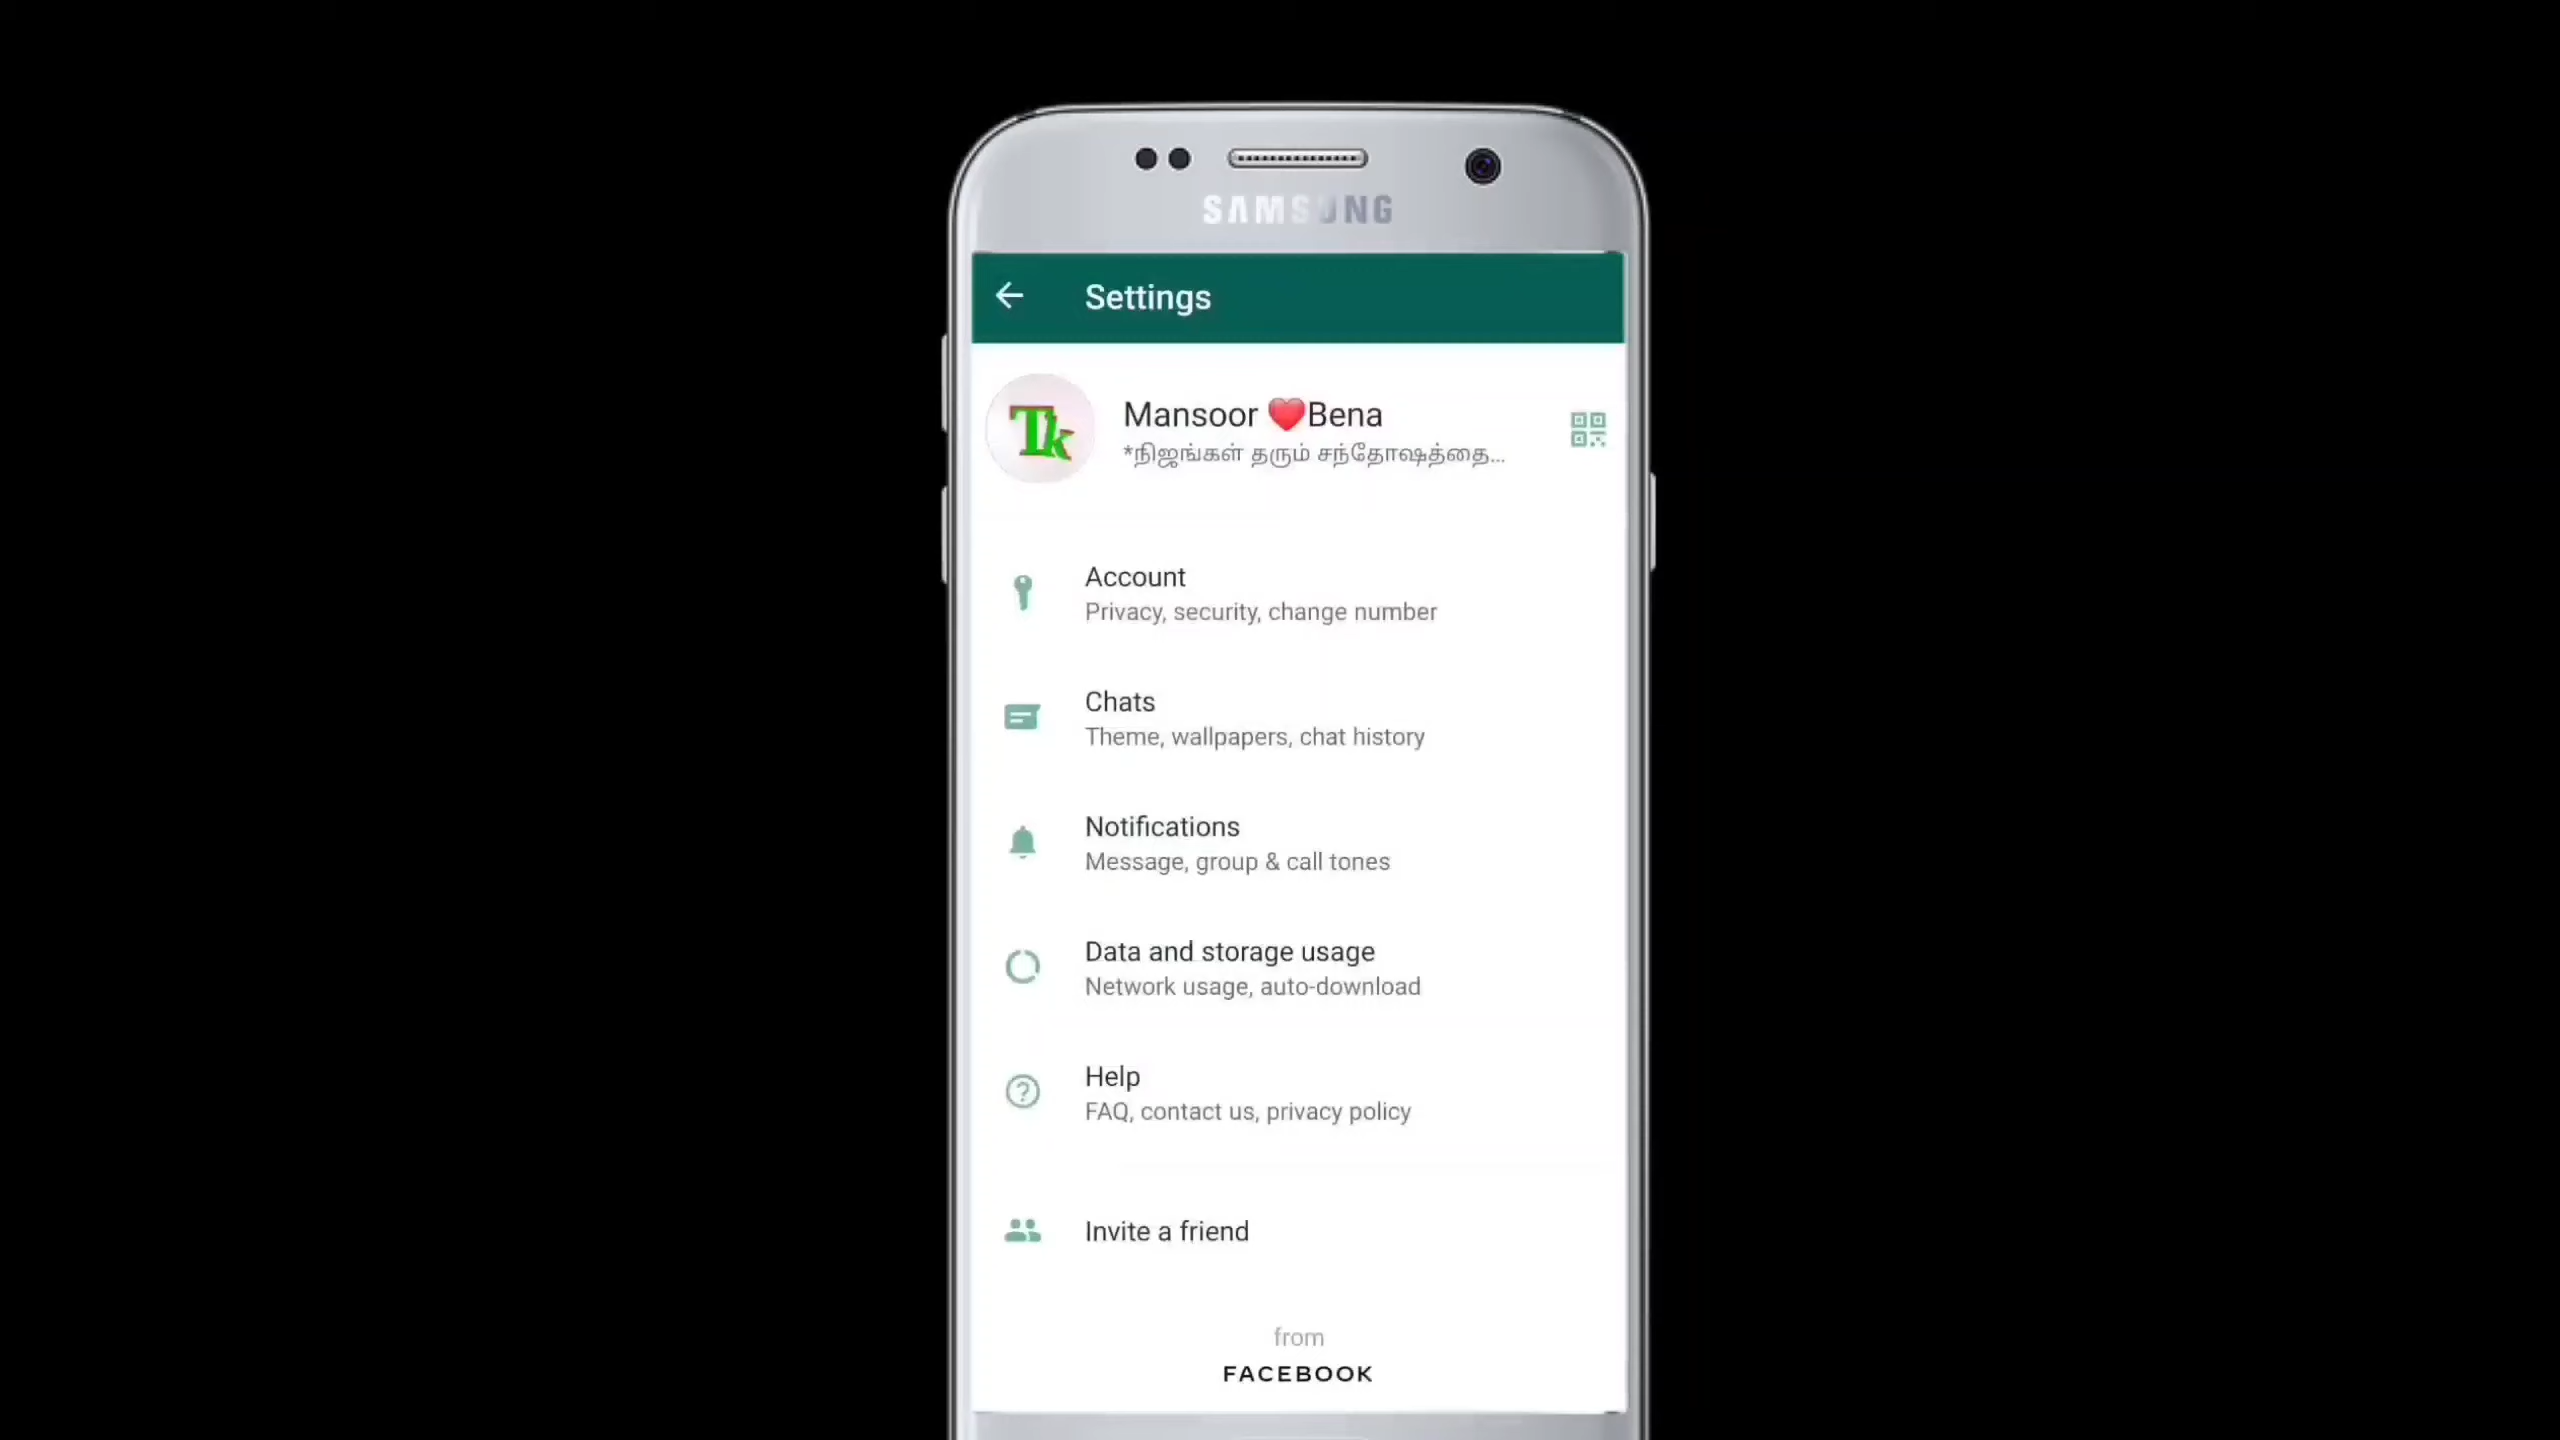 SAMSUNG
Settings
Tk
Mansoor ❤️Bena
*நிஜங்கள் தரும் சந்தோஷத்தை...
Account
Privacy, security, change number
Chats
Theme, wallpapers, chat history
Notifications
Message, group & call tones
Data and storage usage
Network usage, auto-download
Help
FAQ, contact us, privacy policy
Invite a friend
from
FACEBOOK